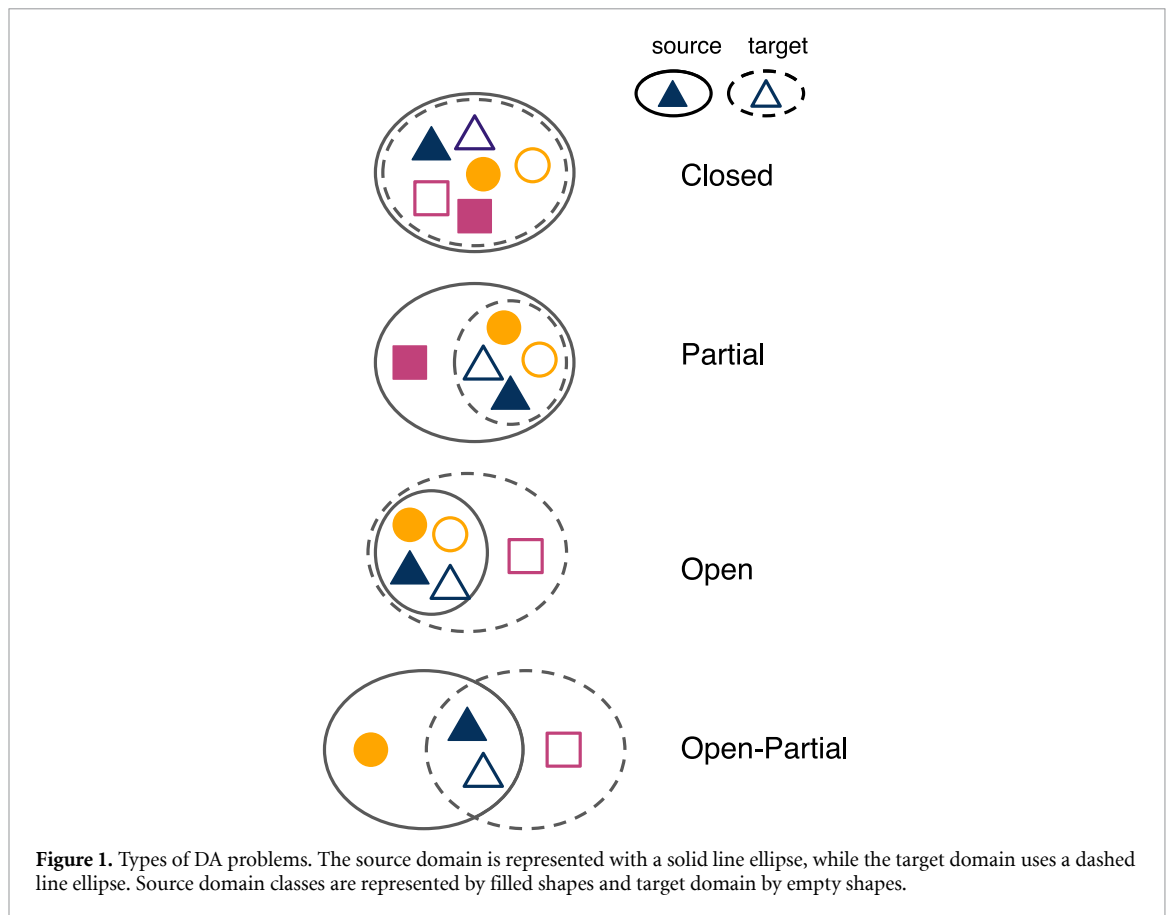 source target
Closed
Partial
Open
Open-Partial
Figure 1. Types of DA problems. The source domain is represented with a solid line ellipse, while the target domain uses a dashed
line ellipse. Source domain classes are represented by filled shapes and target domain by empty shapes.